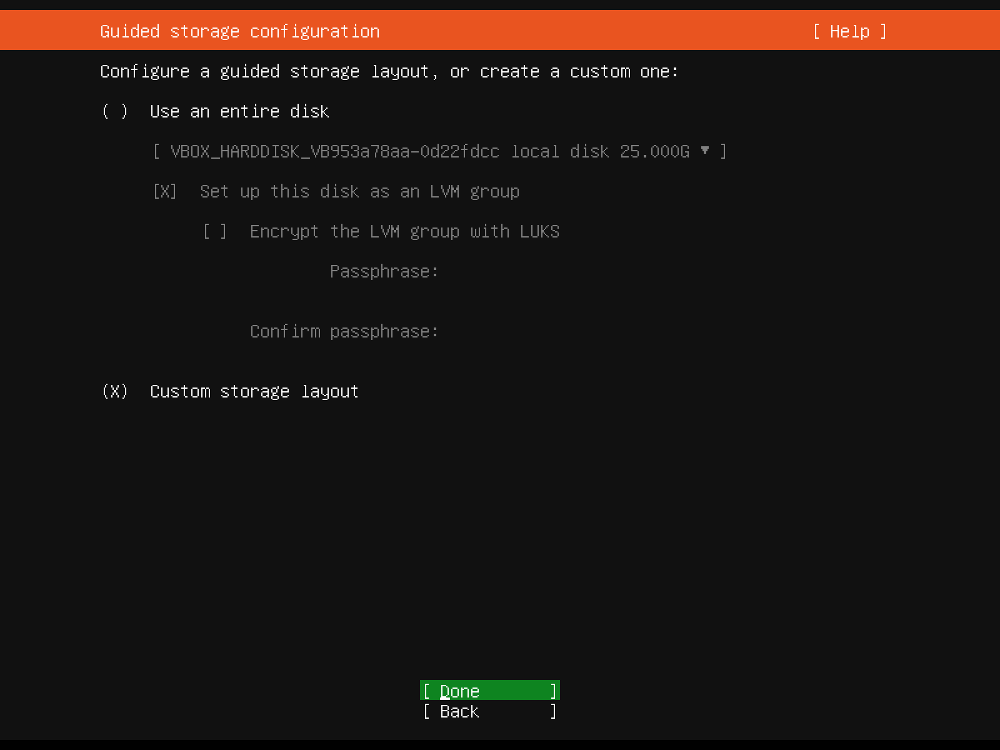 Guided storage configuration [ Help ]
Configure a guided storage layout, or create a custom one:
( ) Use an entire disk
[ VBOX_HARDDISK_VB953a78aa-0d22fdcc local disk 25.000G ▼ ]
[X] Set up this disk as an LVM group
[ ] Encrypt the LVM group with LUKS
Passphrase:
Confirm passphrase:
(X) Custom storage layout
[ Done ]
[ Back ]